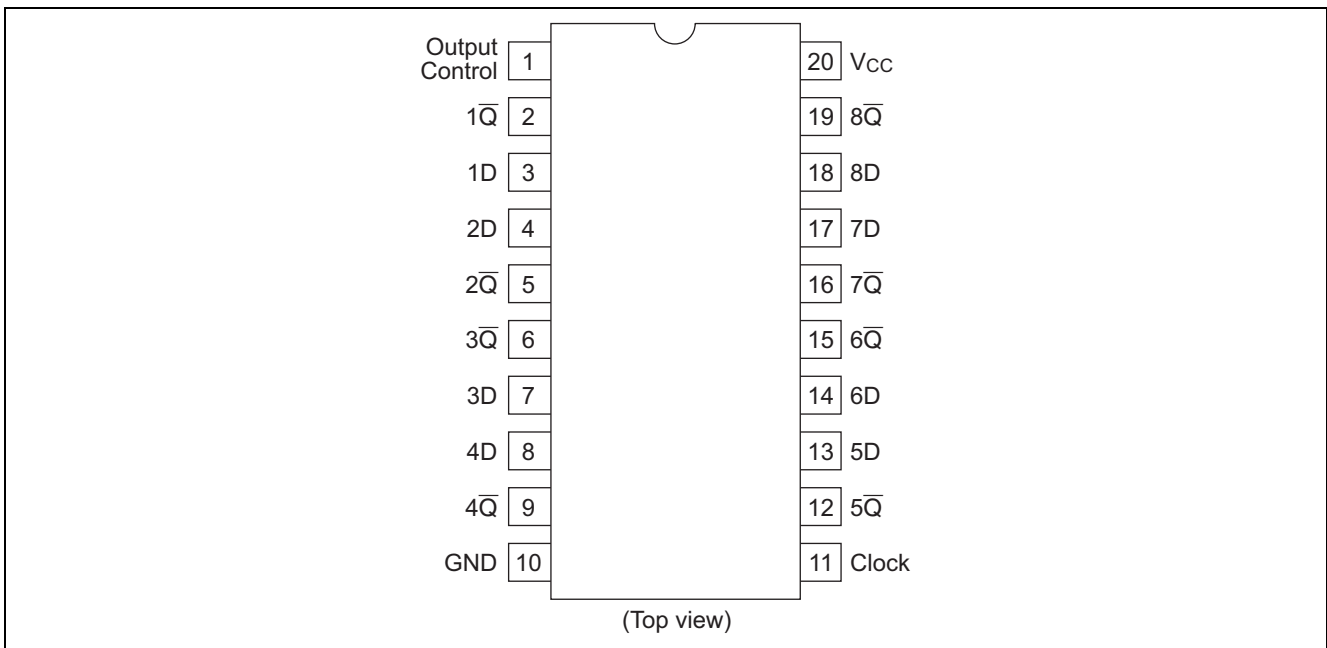 Output
Control 1
1Q̅ 2
1D 3
2D 4
2Q̅ 5
3Q̅ 6
3D 7
4D 8
4Q̅ 9
GND 10
20 VCC
19 8Q̅
18 8D
17 7D
16 7Q̅
15 6Q̅
14 6D
13 5D
12 5Q̅
11 Clock
(Top view)